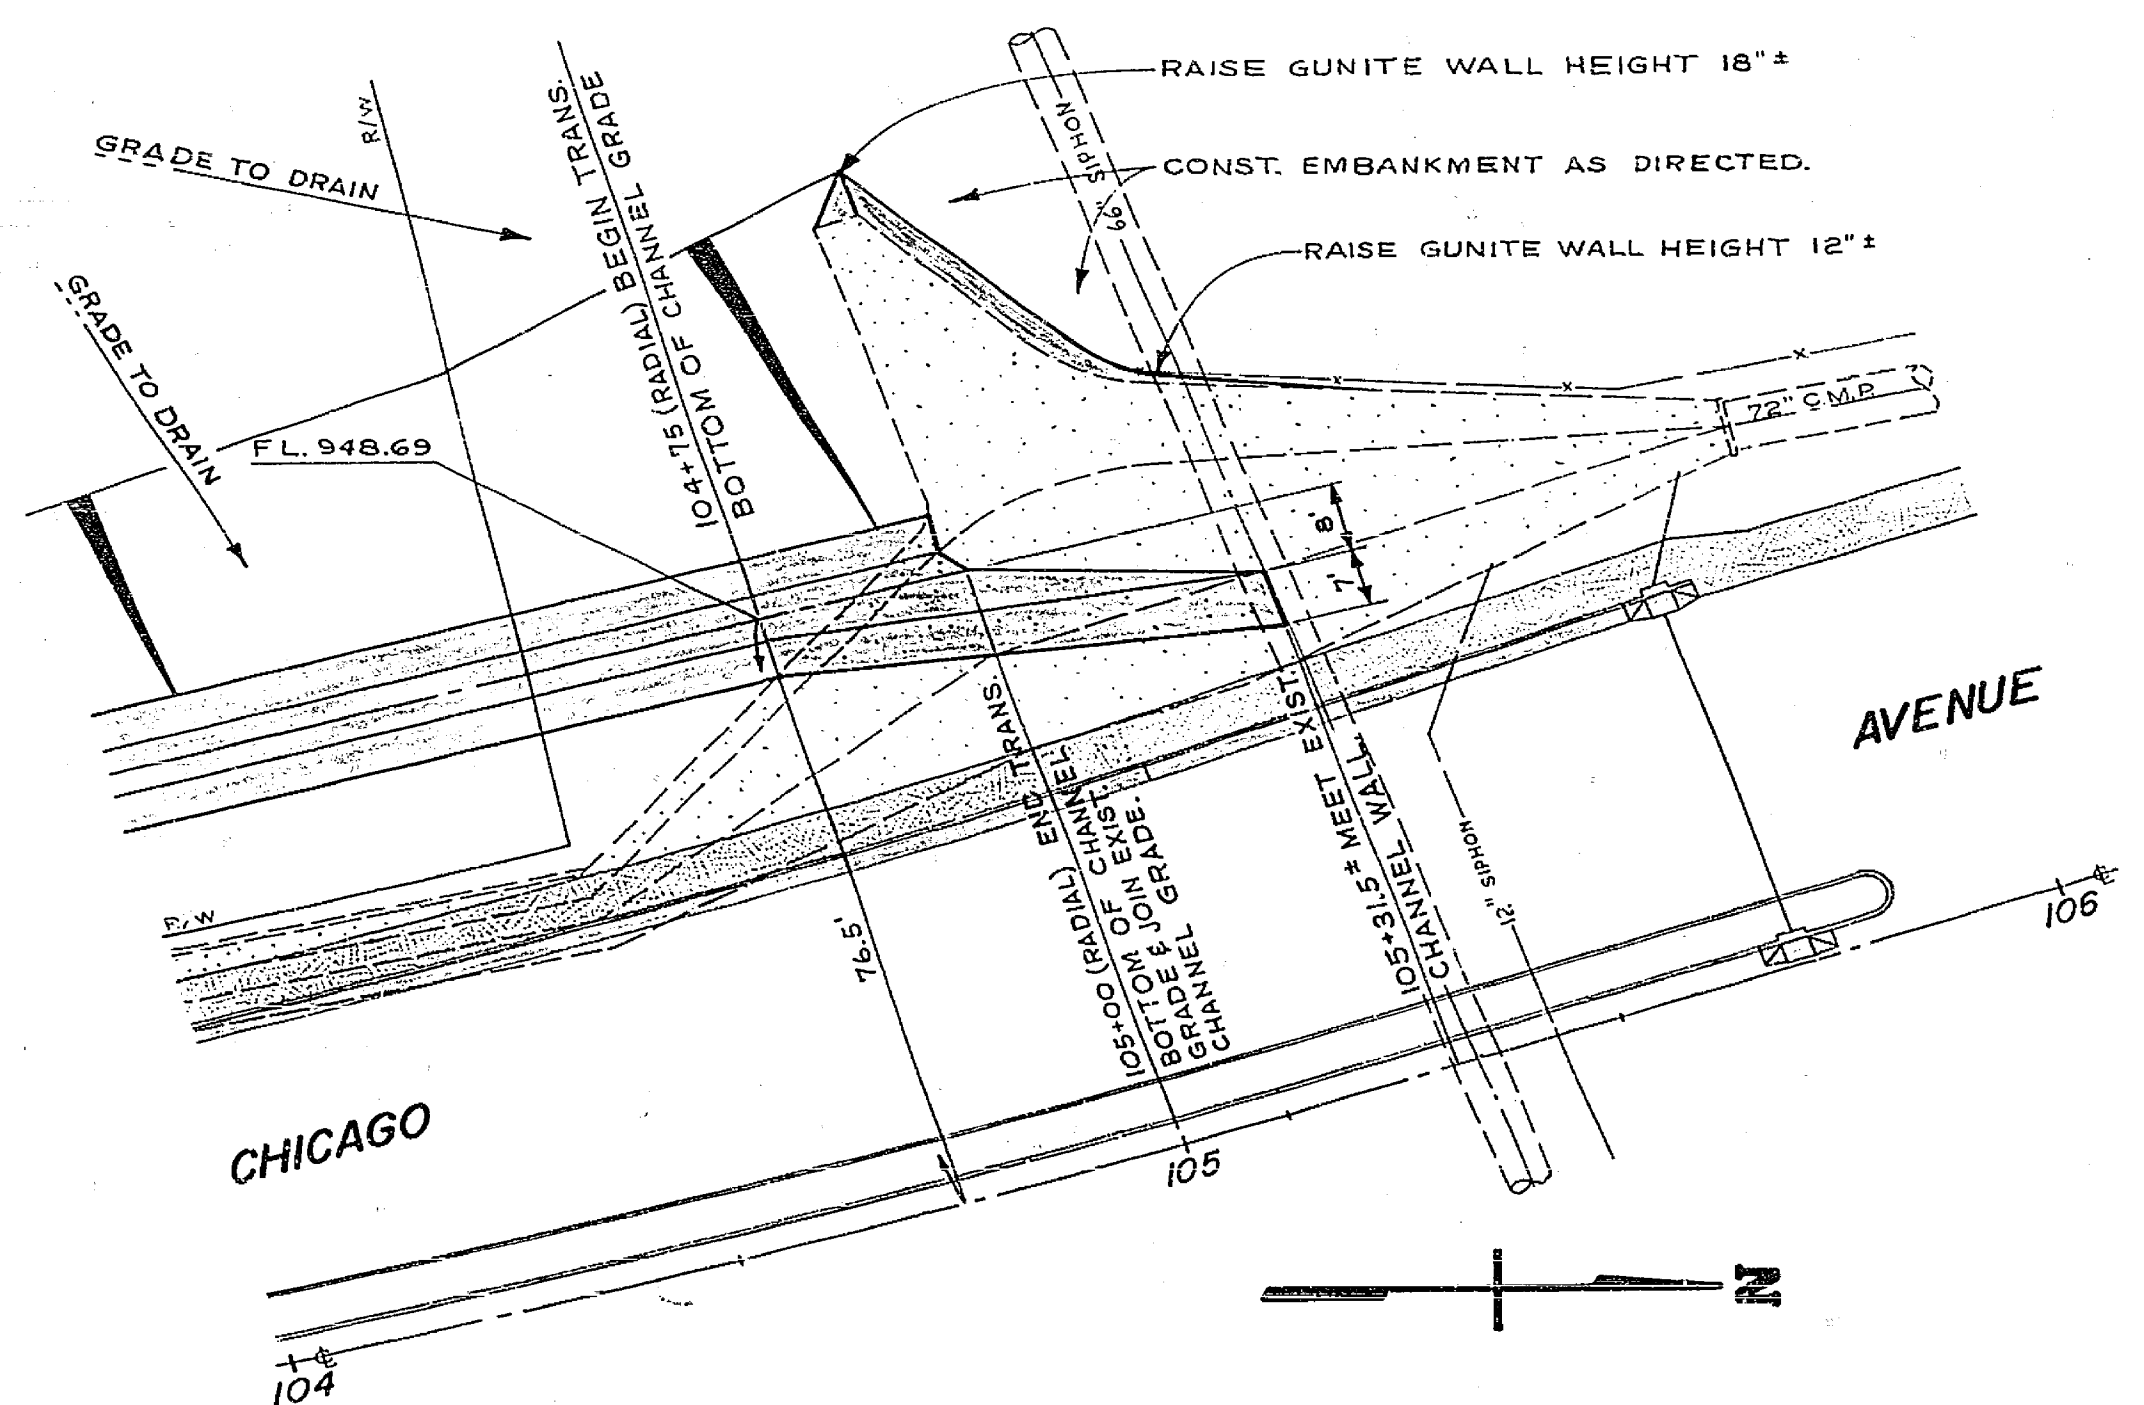 RAISE GUNITE WALL HEIGHT 18"±
R/W
GRADE TO DRAIN
104+75 (RADIAL) BEGIN TRANS.
BOTTOM OF CHANNEL GRADE
66" SIPHON
CONST. EMBANKMENT AS DIRECTED.
RAISE GUNITE WALL HEIGHT 12"±
GRADE TO DRAIN
FL. 948.69
72" C.M.P.
8'
7'
AVENUE
105+00 (RADIAL) END TRANS.
BOTTOM OF CHANNEL
GRADE & JOIN EXIST.
CHANNEL GRADE.
105+31.5± MEET EXIST.
CHANNEL WALL.
12" SIPHON
R/W
76.5'
106
℄
CHICAGO
105
N
104
℄